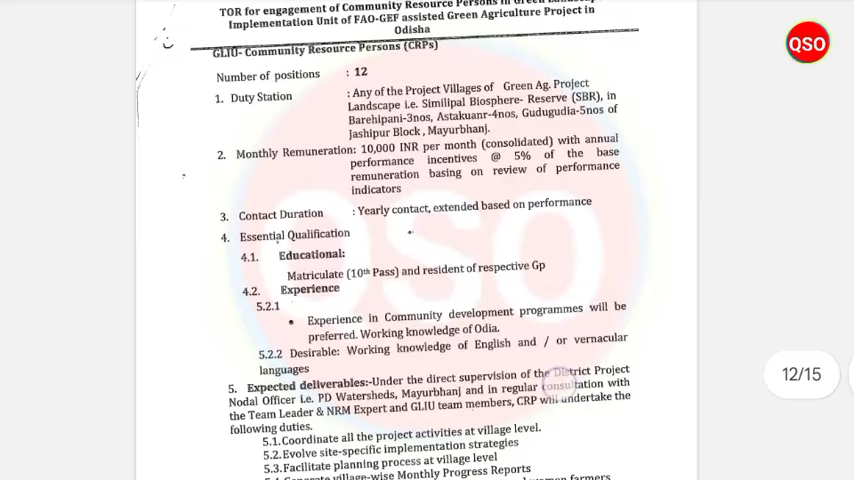 TOR for engagement of Community Resource Persons in Green
Implementation Unit of FAO-GEF assisted Green Agriculture Project in
Odisha
GLIU- Community Resource Persons (CRPs)
Number of positions : 12
1. Duty Station : Any of the Project Villages of Green Ag. Project
Landscape i.e. Similipal Biosphere- Reserve (SBR), in
Barehipani-3nos, Astakuanr-4nos, Gudugudia-5nos of
Jashipur Block , Mayurbhanj.
2. Monthly Remuneration: 10,000 INR per month (consolidated) with annual
performance incentives @ 5% of the base
remuneration basing on review of performance
indicators
3. Contact Duration : Yearly contact, extended based on performance
4. Essential Qualification
4.1. Educational:
Matriculate (10th Pass) and resident of respective Gp
4.2. Experience
5.2.1
• Experience in Community development programmes will be
preferred. Working knowledge of Odia.
5.2.2 Desirable: Working knowledge of English and / or vernacular
languages
5. Expected deliverables:-Under the direct supervision of the District Project
Nodal Officer i.e. PD Watersheds, Mayurbhanj and in regular consultation with
the Team Leader & NRM Expert and GLIU team members, CRP will undertake the
following duties.
5.1.Coordinate all the project activities at village level.
5.2.Evolve site-specific implementation strategies
5.3.Facilitate planning process at village level
village-wise Monthly Progress Reports
women farmers
QSO
QSO
12/15